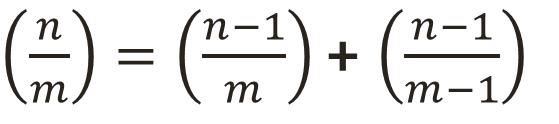 (n/m) = (n−1/m) + (n−1/m−1)